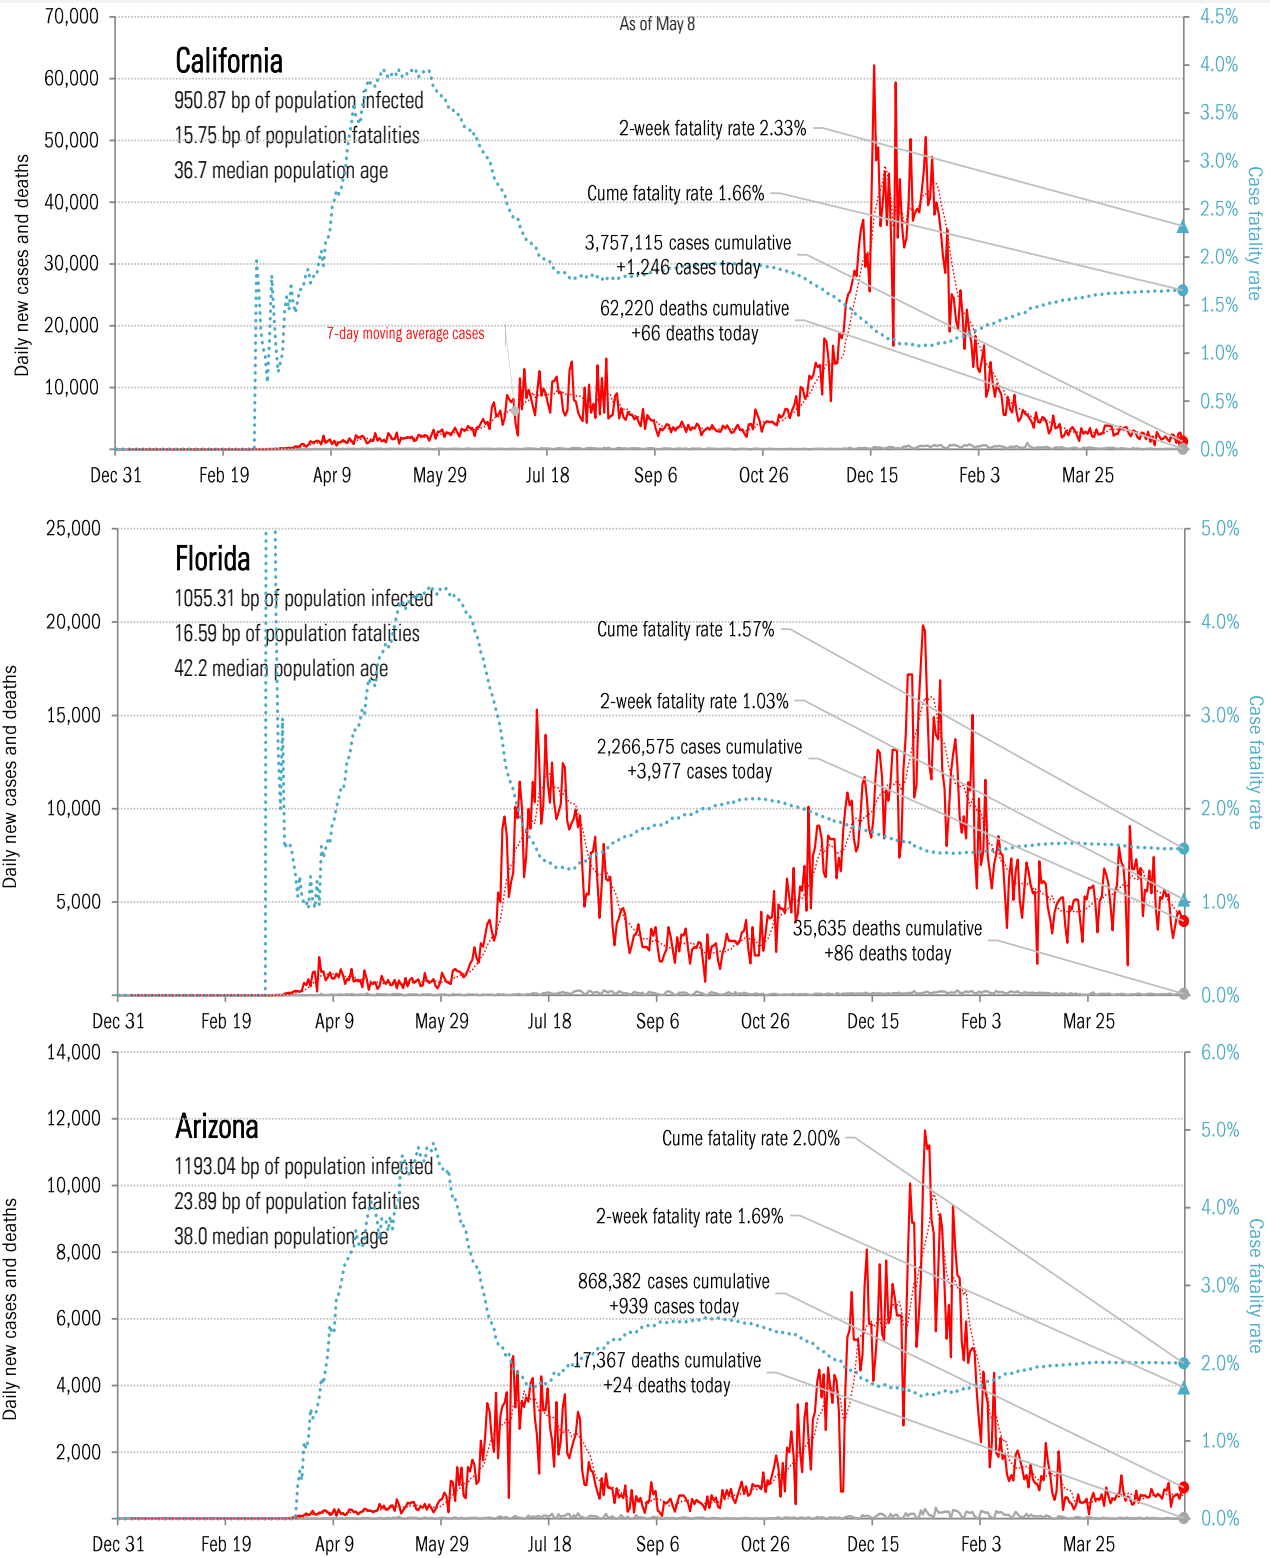 As of May 8
70,000
60,000
50,000
40,000
30,000
20,000
10,000
4.5%
4.0%
3.5%
3.0%
2.5%
2.0%
1.5%
1.0%
0.5%
0.0%
Daily new cases and deaths
Case fatality rate
California
950.87 bp of population infected
15.75 bp of population fatalities
36.7 median population age
2-week fatality rate 2.33%
Cume fatality rate 1.66%
3,757,115 cases cumulative
+1,246 cases today
62,220 deaths cumulative
+66 deaths today
7-day moving average cases
Dec 31 Feb 19 Apr 9 May 29 Jul 18 Sep 6 Oct 26 Dec 15 Feb 3 Mar 25
25,000
20,000
15,000
10,000
5,000
5.0%
4.0%
3.0%
2.0%
1.0%
0.0%
Daily new cases and deaths
Case fatality rate
Florida
1055.31 bp of population infected
16.59 bp of population fatalities
42.2 median population age
Cume fatality rate 1.57%
2-week fatality rate 1.03%
2,266,575 cases cumulative
+3,977 cases today
35,635 deaths cumulative
+86 deaths today
Dec 31 Feb 19 Apr 9 May 29 Jul 18 Sep 6 Oct 26 Dec 15 Feb 3 Mar 25
14,000
12,000
10,000
8,000
6,000
4,000
2,000
6.0%
5.0%
4.0%
3.0%
2.0%
1.0%
0.0%
Daily new cases and deaths
Case fatality rate
Arizona
1193.04 bp of population infected
23.89 bp of population fatalities
38.0 median population age
Cume fatality rate 2.00%
2-week fatality rate 1.69%
868,382 cases cumulative
+939 cases today
17,367 deaths cumulative
+24 deaths today
Dec 31 Feb 19 Apr 9 May 29 Jul 18 Sep 6 Oct 26 Dec 15 Feb 3 Mar 25